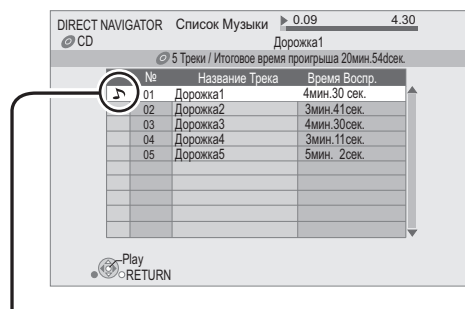 DIRECT NAVIGATOR Список Музыки 0.09 4.30
CD Дорожка1
5 Треки / Итоговое время проигрыша 20мин.54dсек.
№ Название Трека Время Воспр.
01 Дорожка1 4мин.30 сек.
02 Дорожка2 3мин.41сек.
03 Дорожка3 4мин.30сек.
04 Дорожка4 3мин.11сек.
05 Дорожка5 5мин. 2сек.
Play
RETURN